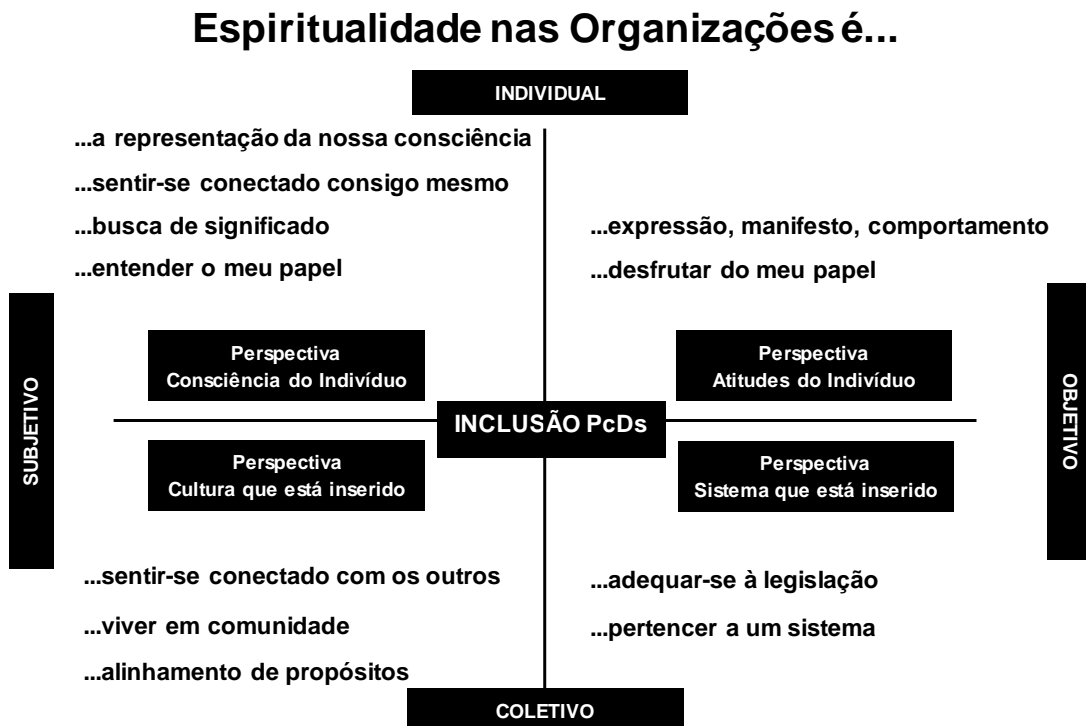 Espiritualidade nas Organizações é...
INDIVIDUAL
...a representação da nossa consciência
...sentir-se conectado consigo mesmo
...busca de significado
...entender o meu papel
...expressão, manifesto, comportamento
...desfrutar do meu papel
SUBJETIVO
OBJETIVO
Perspectiva
Consciência do Indivíduo
Perspectiva
Atitudes do Indivíduo
INCLUSÃO PcDs
Perspectiva
Cultura que está inserido
Perspectiva
Sistema que está inserido
...sentir-se conectado com os outros
...viver em comunidade
...alinhamento de propósitos
...adequar-se à legislação
...pertencer a um sistema
COLETIVO